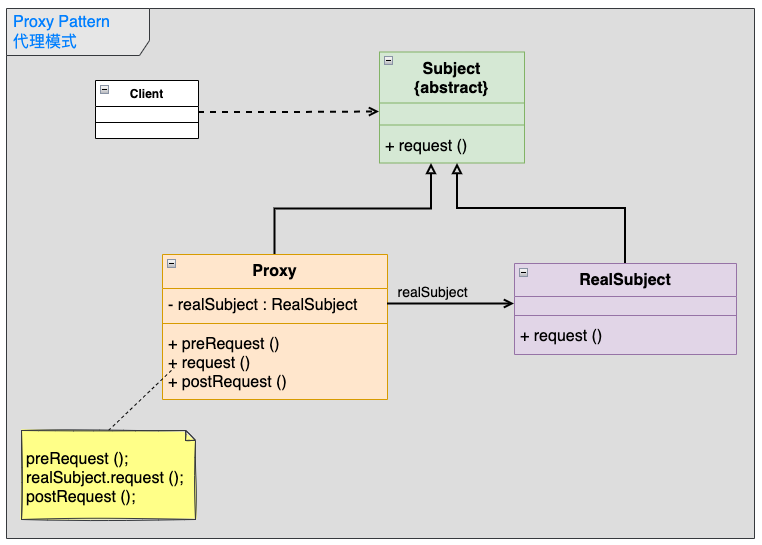 Proxy Pattern
代理模式
Client
Subject
{abstract}
+ request ()
Proxy
- realSubject : RealSubject
+ preRequest ()
+ request ()
+ postRequest ()
realSubject
RealSubject
+ request ()
preRequest ();
realSubject.request ();
postRequest ();